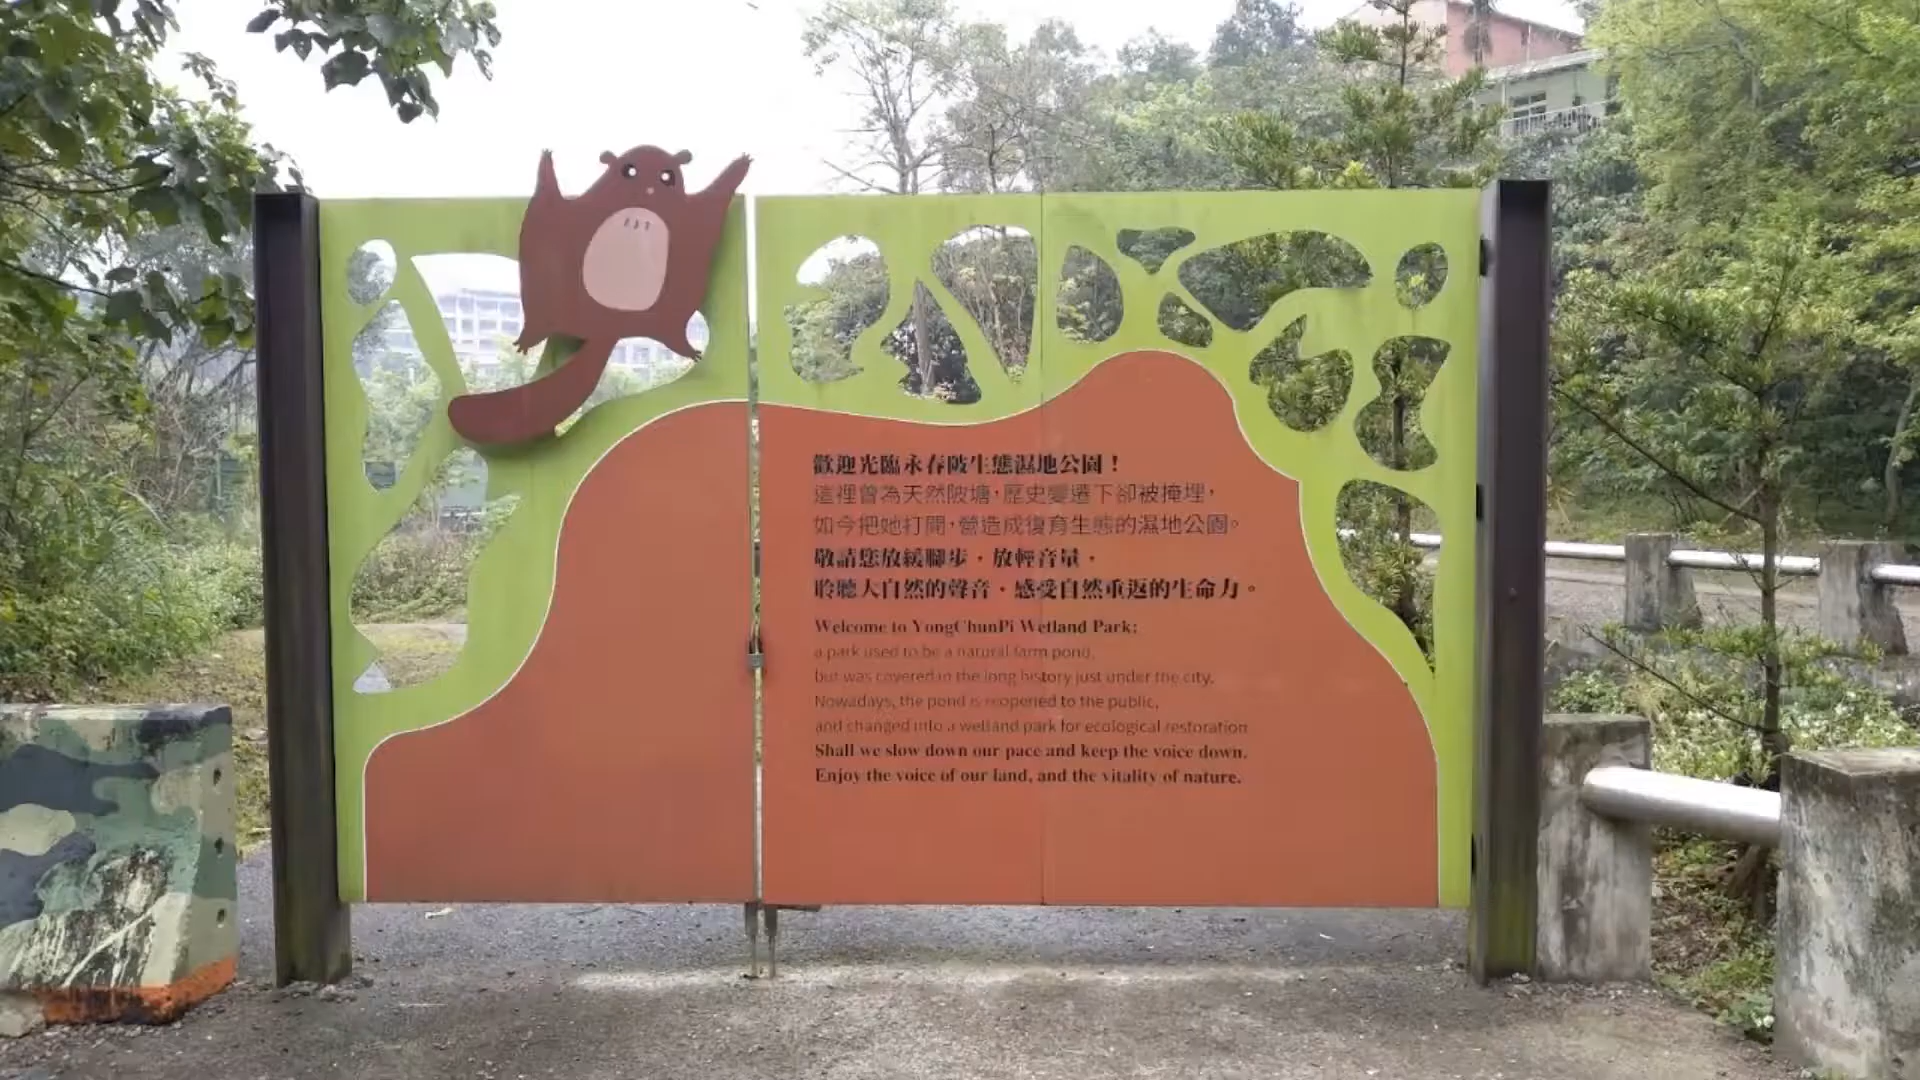 歡迎光臨永春陂生態濕地公園！
這裡曾為天然陂塘，歷史變遷下卻被掩埋，
如今把她打開，營造成復育生態的濕地公園。
敬請您放緩腳步，放輕音量，
聆聽大自然的聲音，感受自然重返的生命力。
Welcome to YongChunPi Wetland Park;
a park used to be a natural farm pond,
but was covered in the long history just under the city.
Nowadays, the pond is reopened to the public,
and changed into a wetland park for ecological restoration
Shall we slow down our pace and keep the voice down.
Enjoy the voice of our land, and the vitality of nature.